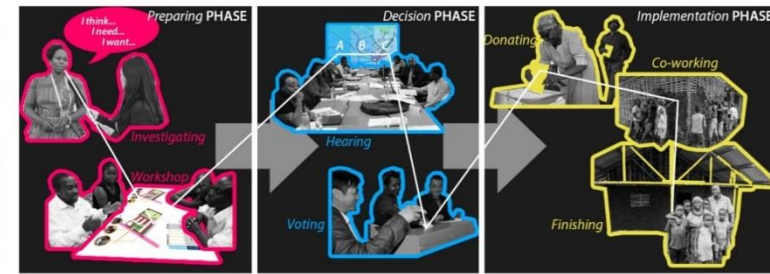 Preparing PHASE
I think...
I need...
I want...
Investigating
Workshop
Decision PHASE
A B C
Hearing
Voting
Implementation PHASE
Donating
Co-working
Finishing